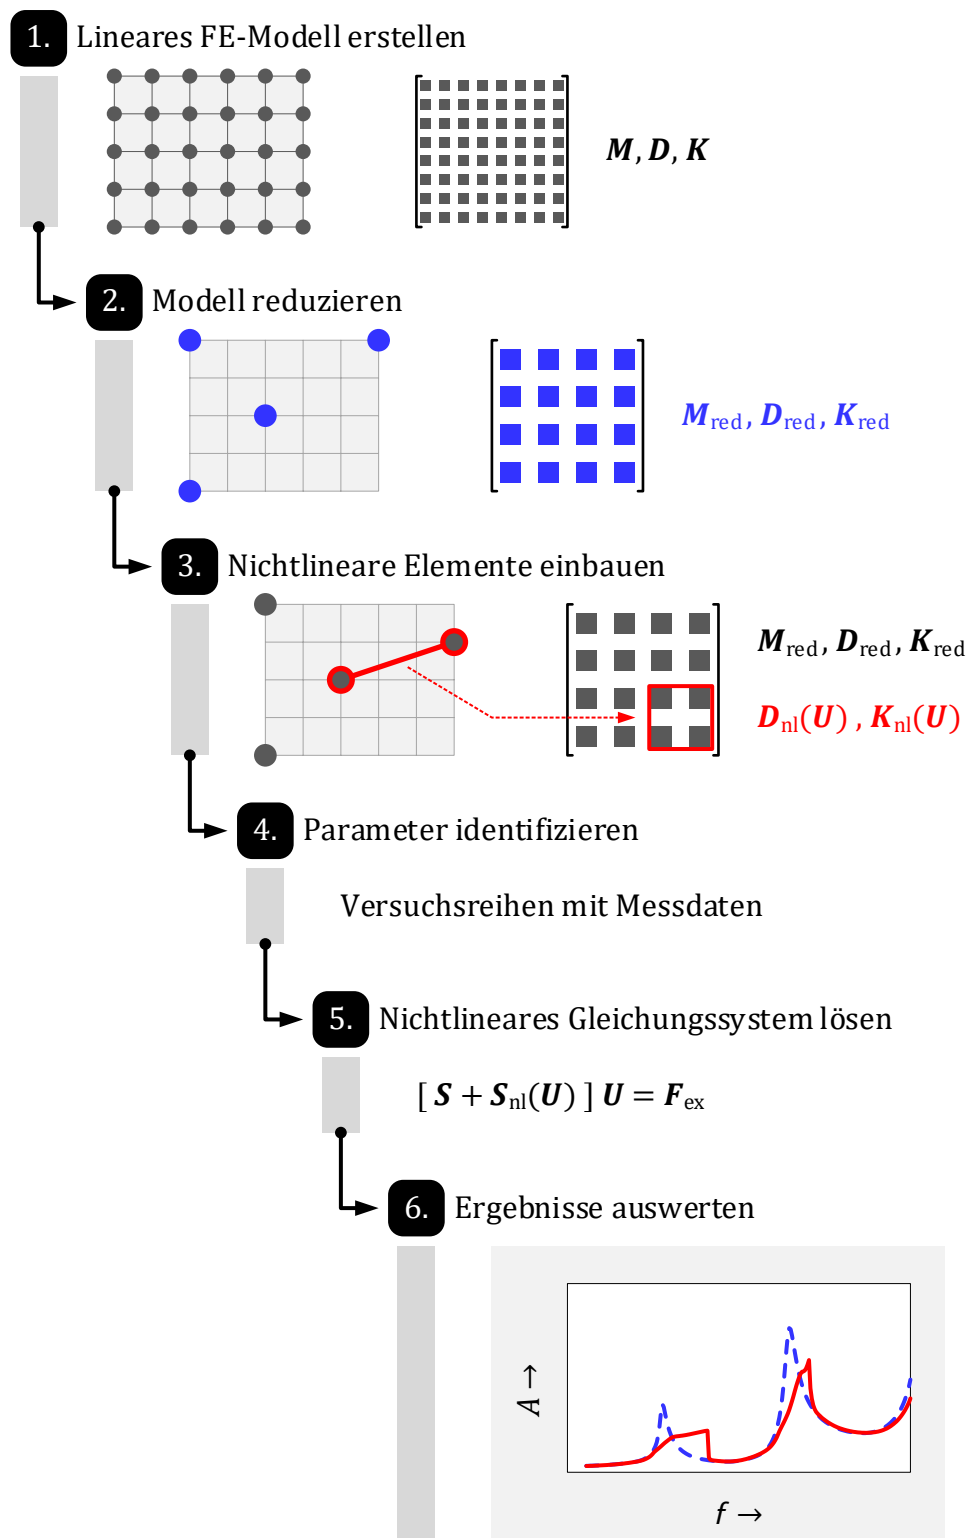 1. Lineares FE-Modell erstellen
M, D, K
2. Modell reduzieren
M_red, D_red, K_red
3. Nichtlineare Elemente einbauen
M_red, D_red, K_red
D_nl(U) , K_nl(U)
4. Parameter identifizieren
Versuchsreihen mit Messdaten
5. Nichtlineares Gleichungssystem lösen
[ S + S_nl(U) ] U = F_ex
6. Ergebnisse auswerten
A →
f →